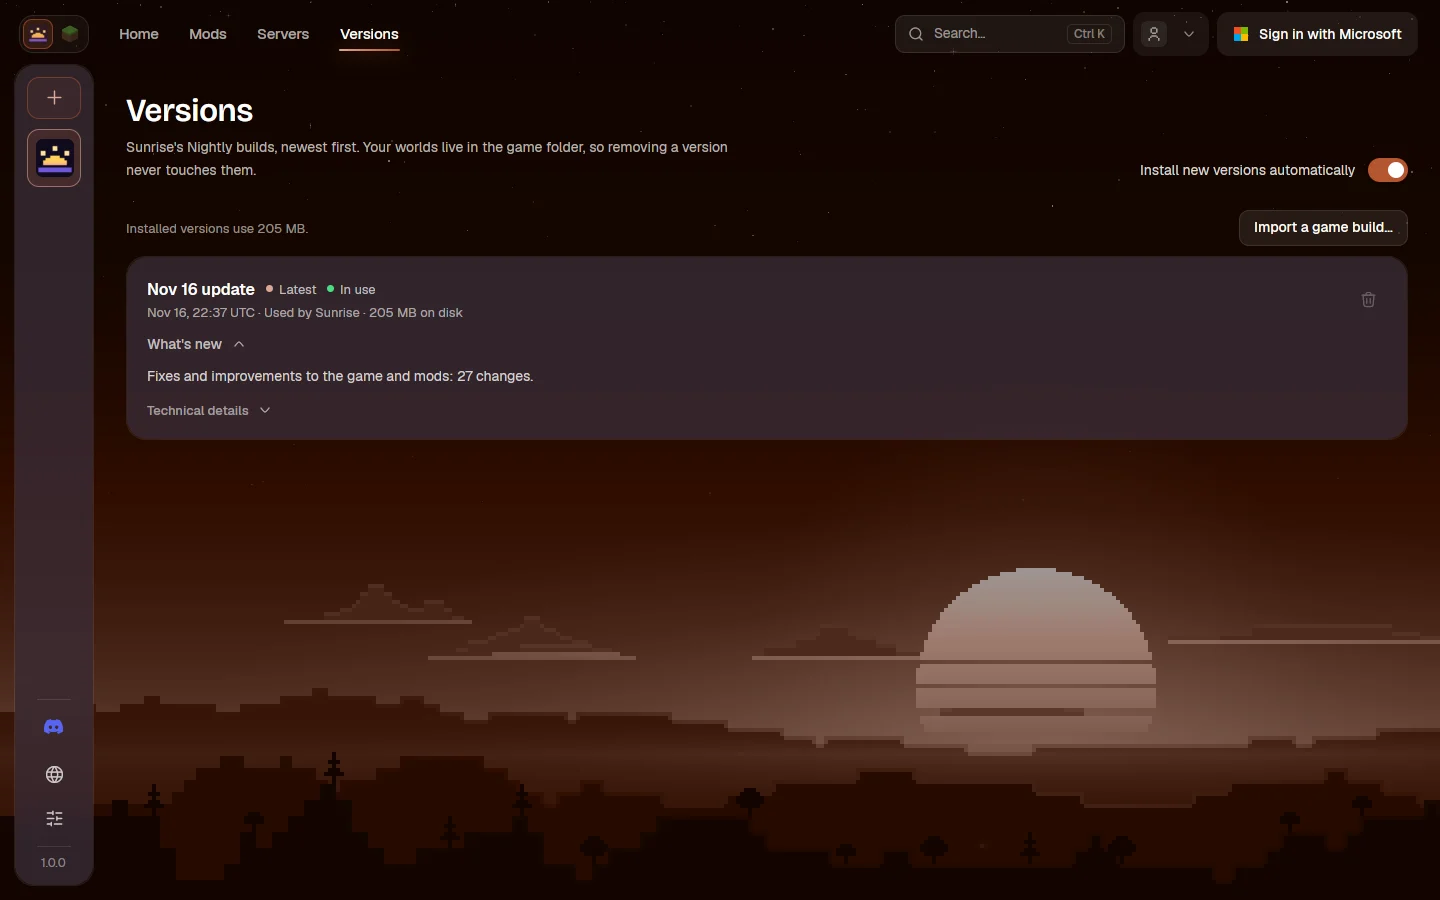 Home
Mods
Servers
Versions
Search...
Ctrl K
Sign in with Microsoft
Versions
Sunrise's Nightly builds, newest first. Your worlds live in the game folder, so removing a version
never touches them.
Install new versions automatically
Installed versions use 205 MB.
Import a game build...
Nov 16 update
Latest
In use
Nov 16, 22:37 UTC · Used by Sunrise · 205 MB on disk
What's new
Fixes and improvements to the game and mods: 27 changes.
Technical details
1.0.0